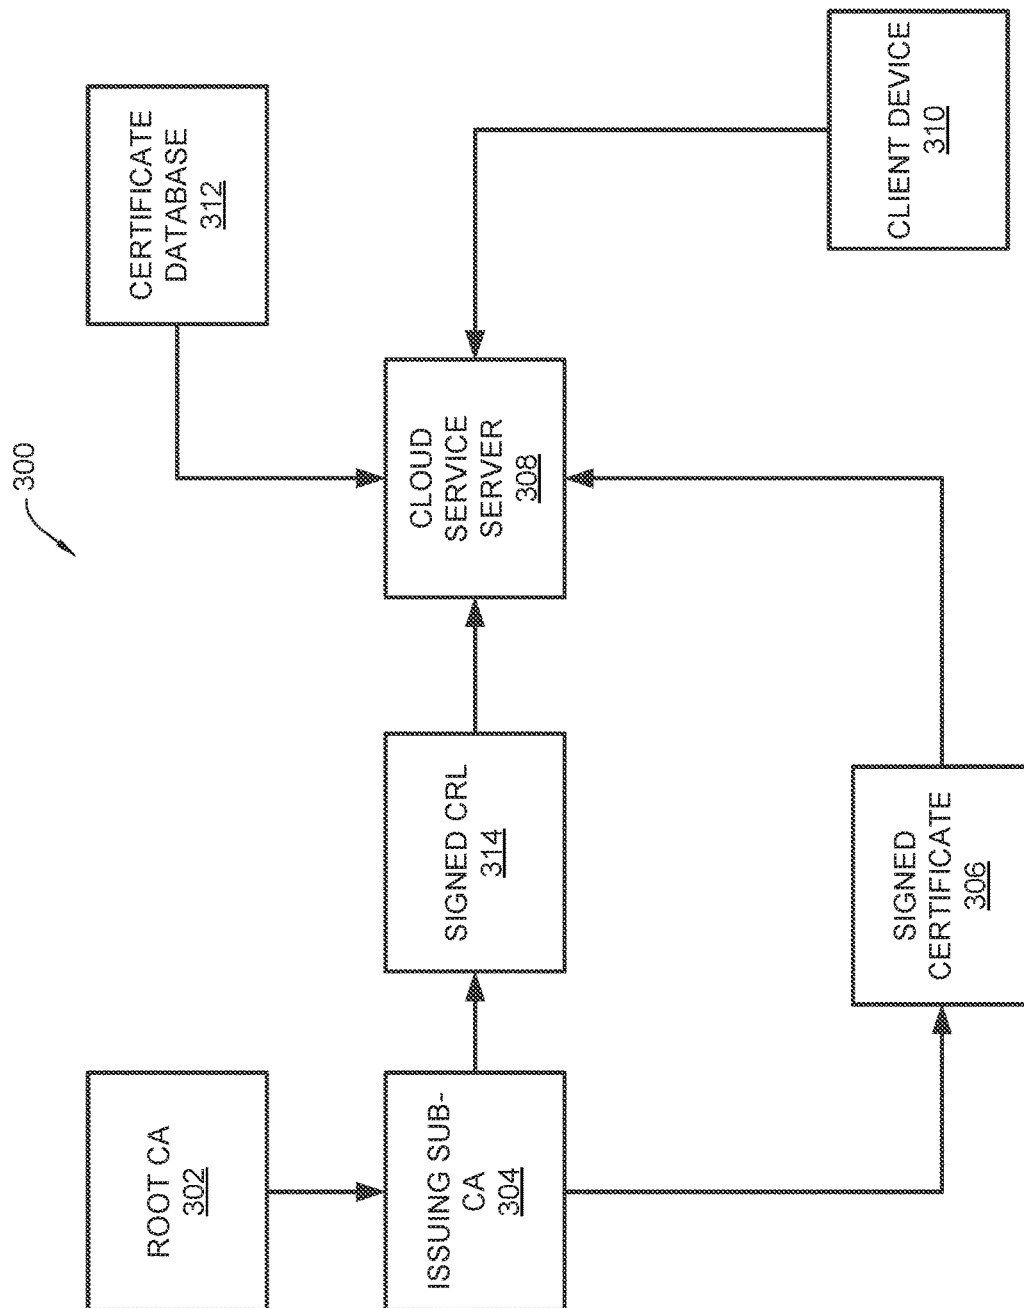 300
ROOT CA
302
ISSUING SUB-
CA
304
SIGNED CRL
314
CLOUD
SERVICE
SERVER
308
CERTIFICATE
DATABASE
312
SIGNED
CERTIFICATE
306
CLIENT DEVICE
310